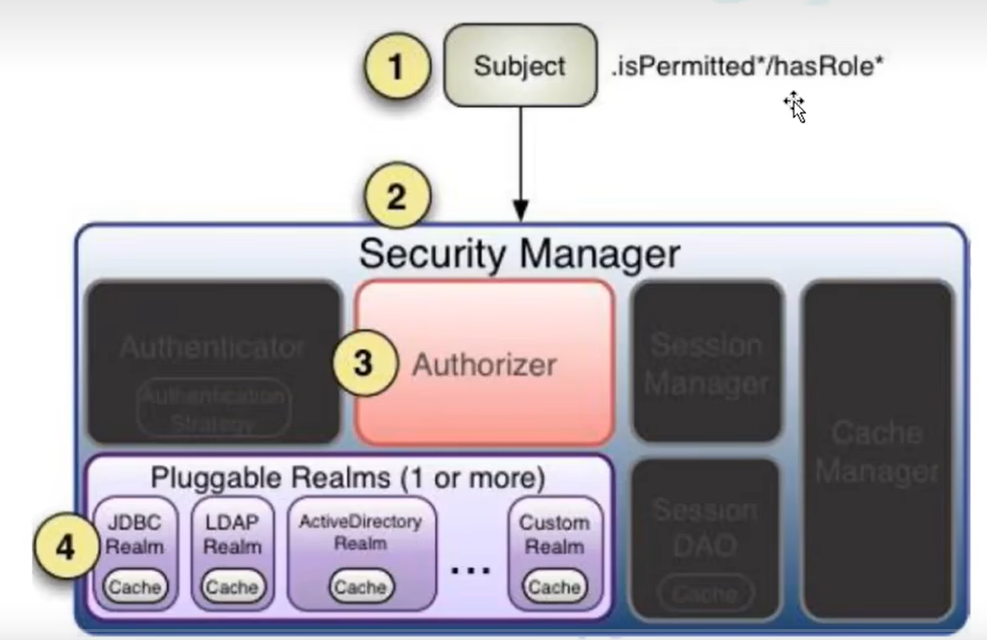 1
Subject
.isPermitted*/hasRole*
2
Security Manager
Authenticator
Authentication
Strategy
3
Authorizer
Session
Manager
Cache
Manager
Pluggable Realms (1 or more)
4
JDBC
Realm
Cache
LDAP
Realm
Cache
ActiveDirectory
Realm
Cache
...
Custom
Realm
Cache
Session
DAO
Cache